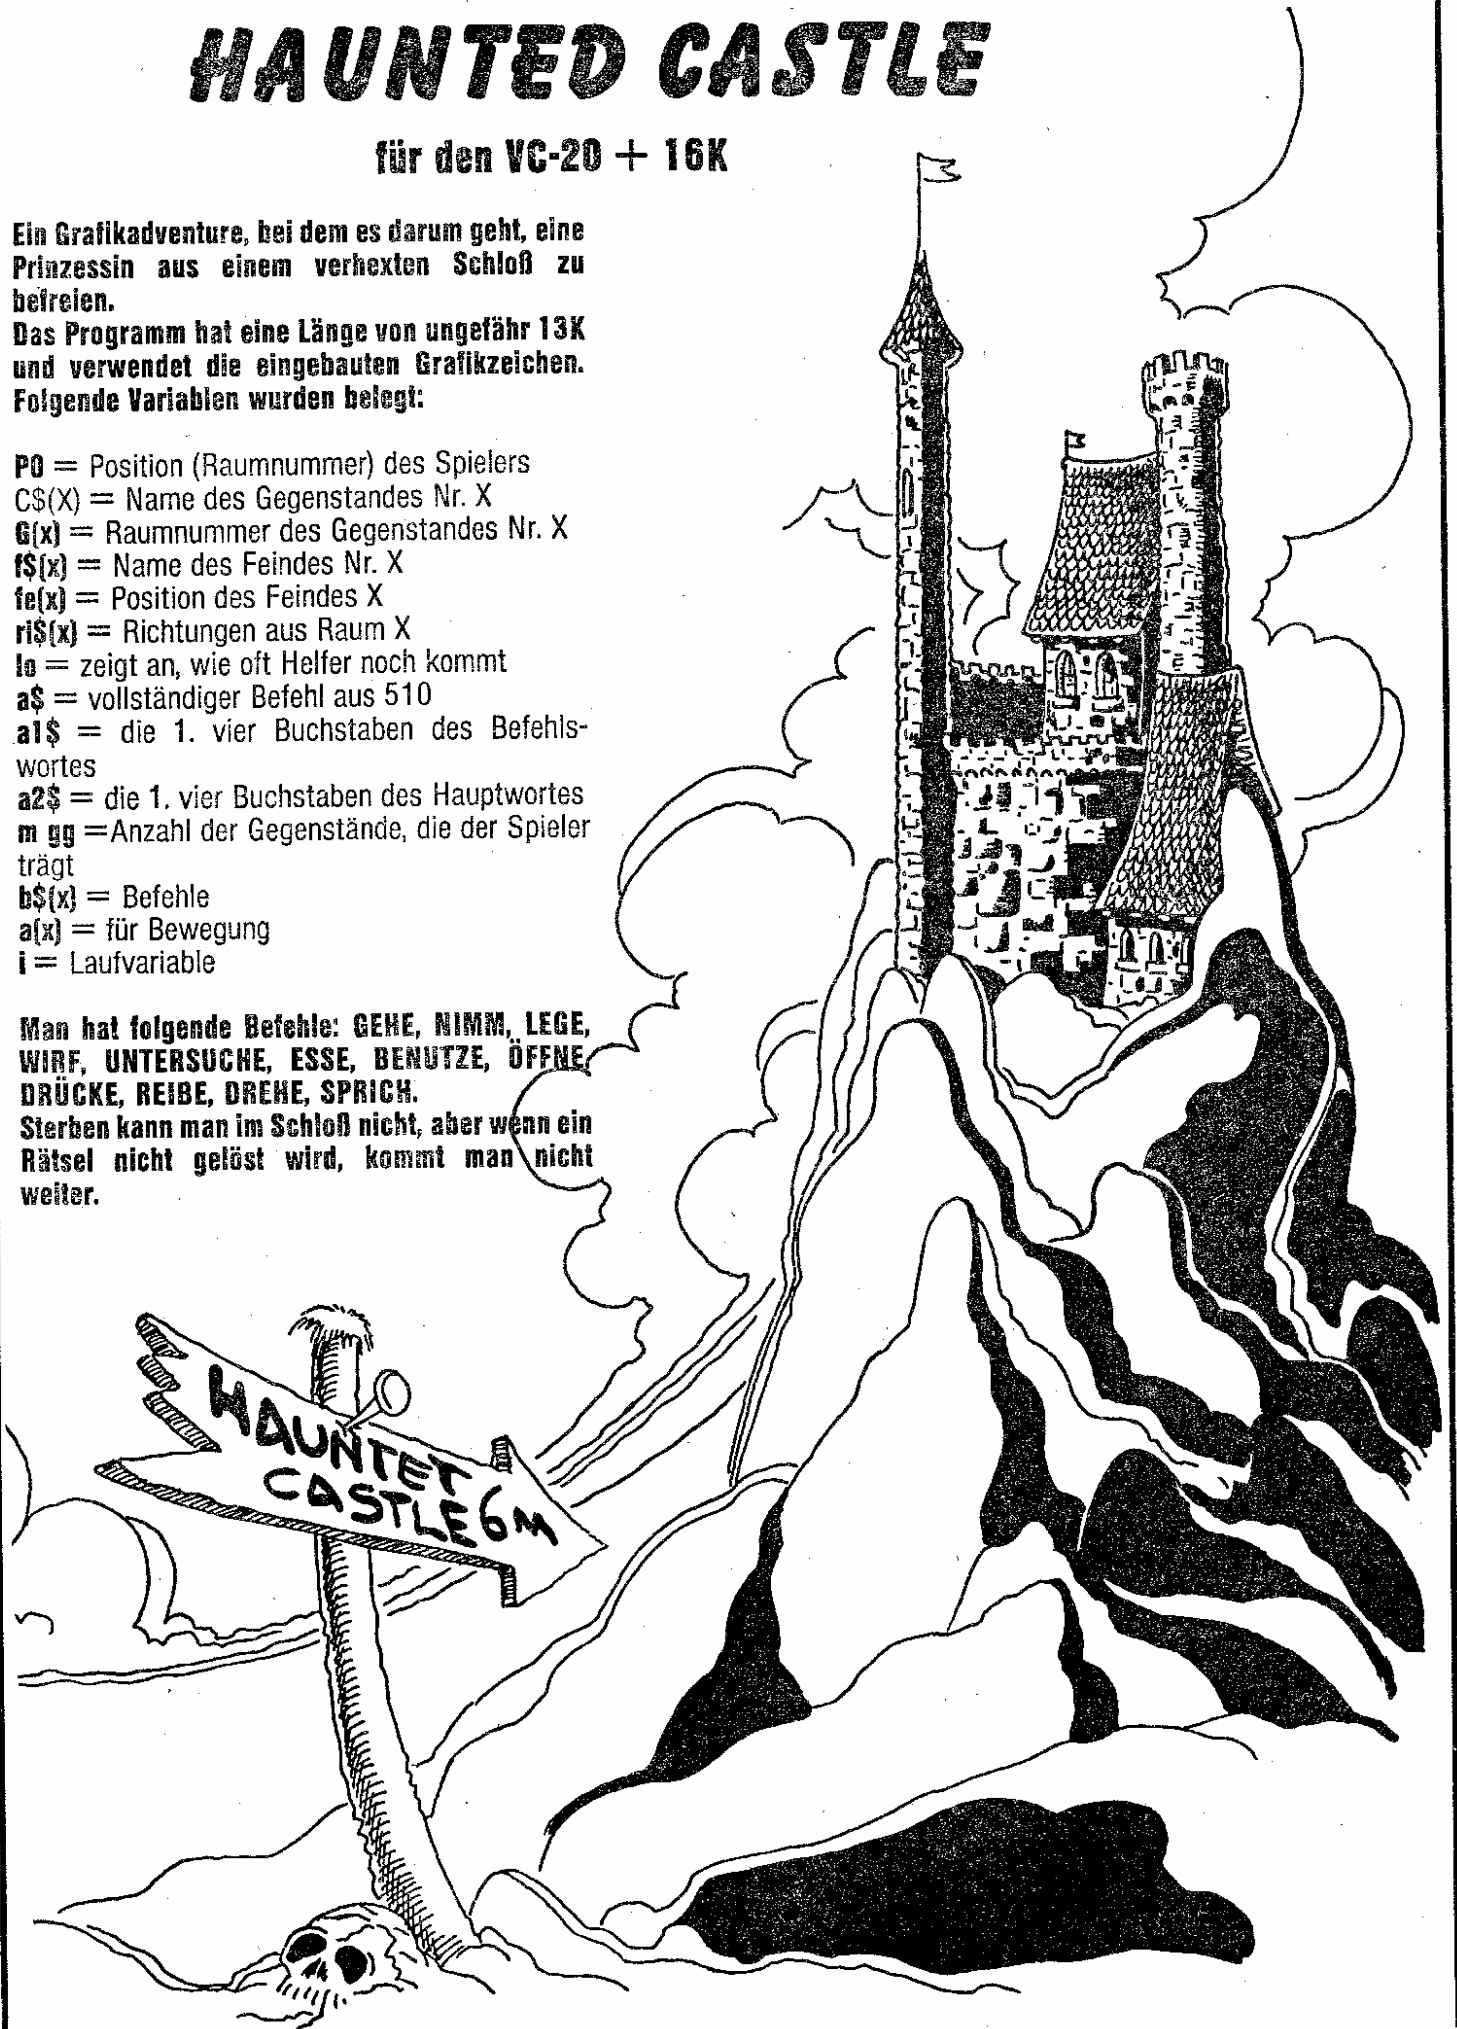 HAUNTED CASTLE
für den VC-20 + 16K
Ein Grafikadventure, bei dem es darum geht, eine
Prinzessin aus einem verhexten Schloß zu
befreien.
Das Programm hat eine Länge von ungefähr 13K
und verwendet die eingebauten Grafikzeichen.
Folgende Variablen wurden belegt:
P0 = Position (Raumnummer) des Spielers
C$(X) = Name des Gegenstandes Nr. X
G(x) = Raumnummer des Gegenstandes Nr. X
f$(x) = Name des Feindes Nr. X
fe(x) = Position des Feindes X
ri$(x) = Richtungen aus Raum X
lo = zeigt an, wie oft Helfer noch kommt
a$ = vollständiger Befehl aus 510
a1$ = die 1. vier Buchstaben des Befehls-
wortes
a2$ = die 1. vier Buchstaben des Hauptwortes
m gg =Anzahl der Gegenstände, die der Spieler
trägt
b$(x) = Befehle
a(x) = für Bewegung
i = Laufvariable
Man hat folgende Befehle: GEHE, NIMM, LEGE,
WIRF, UNTERSUCHE, ESSE, BENUTZE, ÖFFNE,
DRÜCKE, REIBE, DREHE, SPRICH.
Sterben kann man im Schloß nicht, aber wenn ein
Rätsel nicht gelöst wird, kommt man nicht
weiter.
HAUNTET
CASTLE 6M